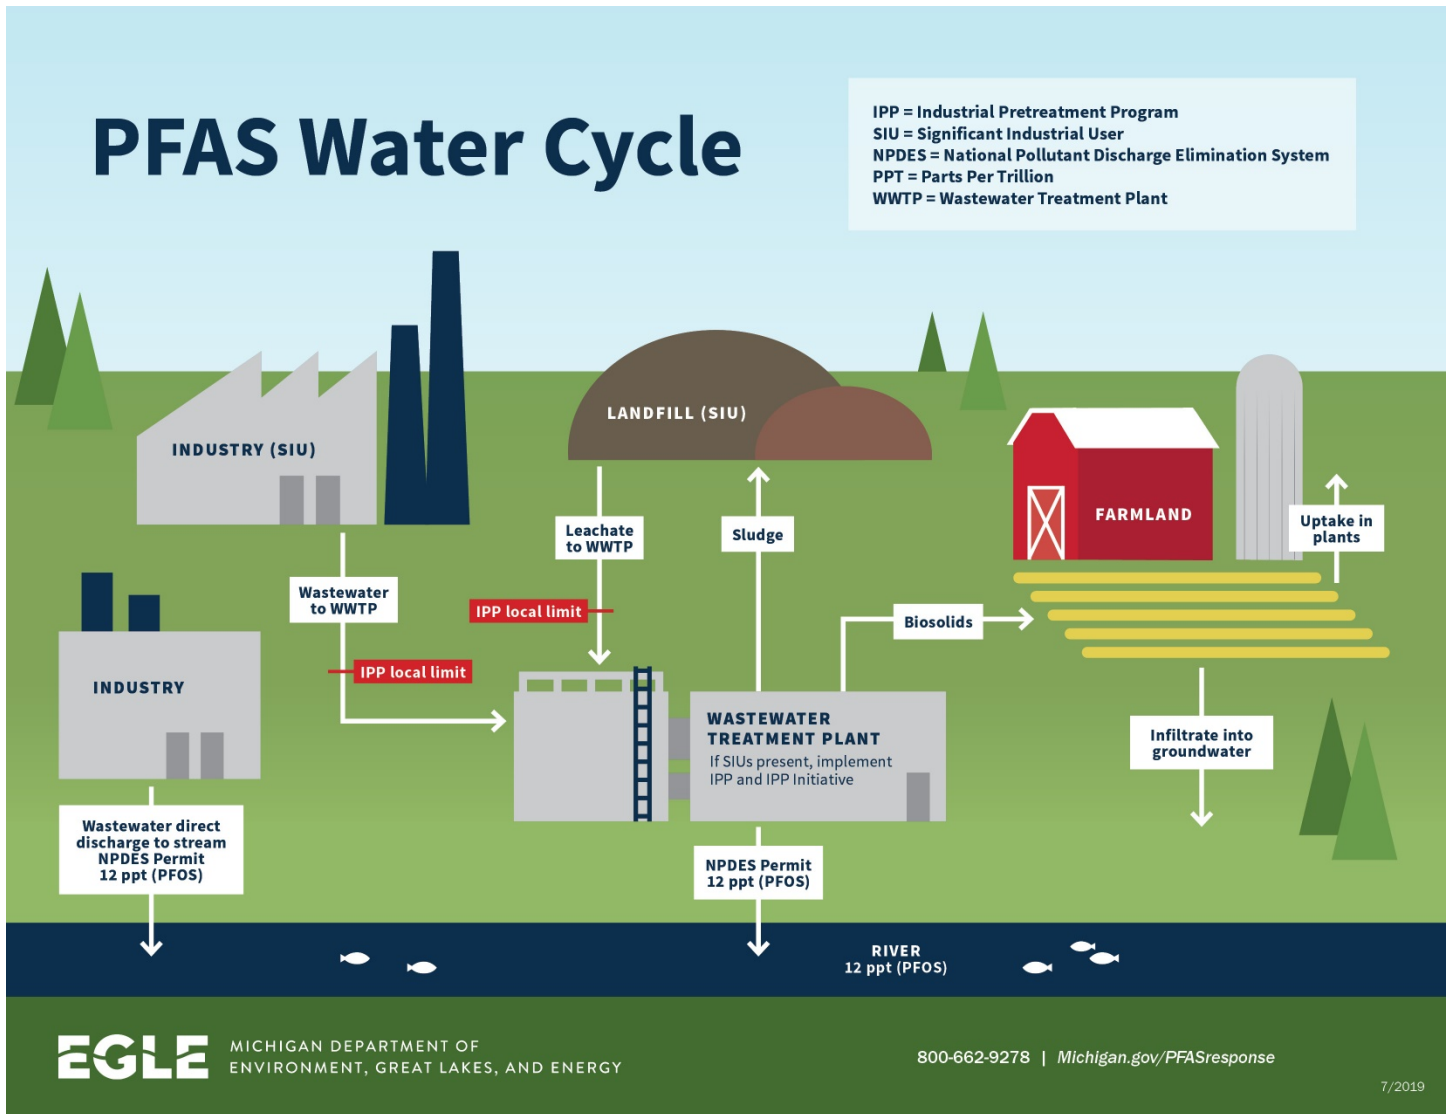 PFAS Water Cycle
IPP = Industrial Pretreatment Program
SIU = Significant Industrial User
NPDES = National Pollutant Discharge Elimination System
PPT = Parts Per Trillion
WWTP = Wastewater Treatment Plant
INDUSTRY (SIU)
LANDFILL (SIU)
FARMLAND
Uptake in
plants
Leachate
to WWTP
Sludge
Wastewater
to WWTP
IPP local limit
IPP local limit
Biosolids
INDUSTRY
WASTEWATER
TREATMENT PLANT
If SIUs present, implement
IPP and IPP Initiative
Infiltrate into
groundwater
Wastewater direct
discharge to stream
NPDES Permit
12 ppt (PFOS)
NPDES Permit
12 ppt (PFOS)
RIVER
12 ppt (PFOS)
EGLE
MICHIGAN DEPARTMENT OF
ENVIRONMENT, GREAT LAKES, AND ENERGY
800-662-9278 | Michigan.gov/PFASresponse
7/2019